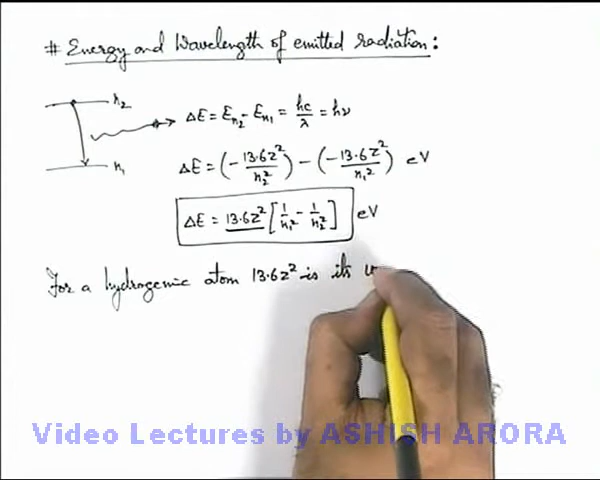 # Energy and Wavelength of emitted radiation:
n₂
ΔE = Eₙ₂ - Eₙ₁ = hc/λ = hν
n₁
ΔE = (-13.6Z²/n₂²) - (-13.6Z²/n₁²) eV
ΔE = 13.6Z² [1/n₁² - 1/n₂²] eV
For a hydrogenic atom 13.6Z² is its
Video Lectures by ASHISH ARORA